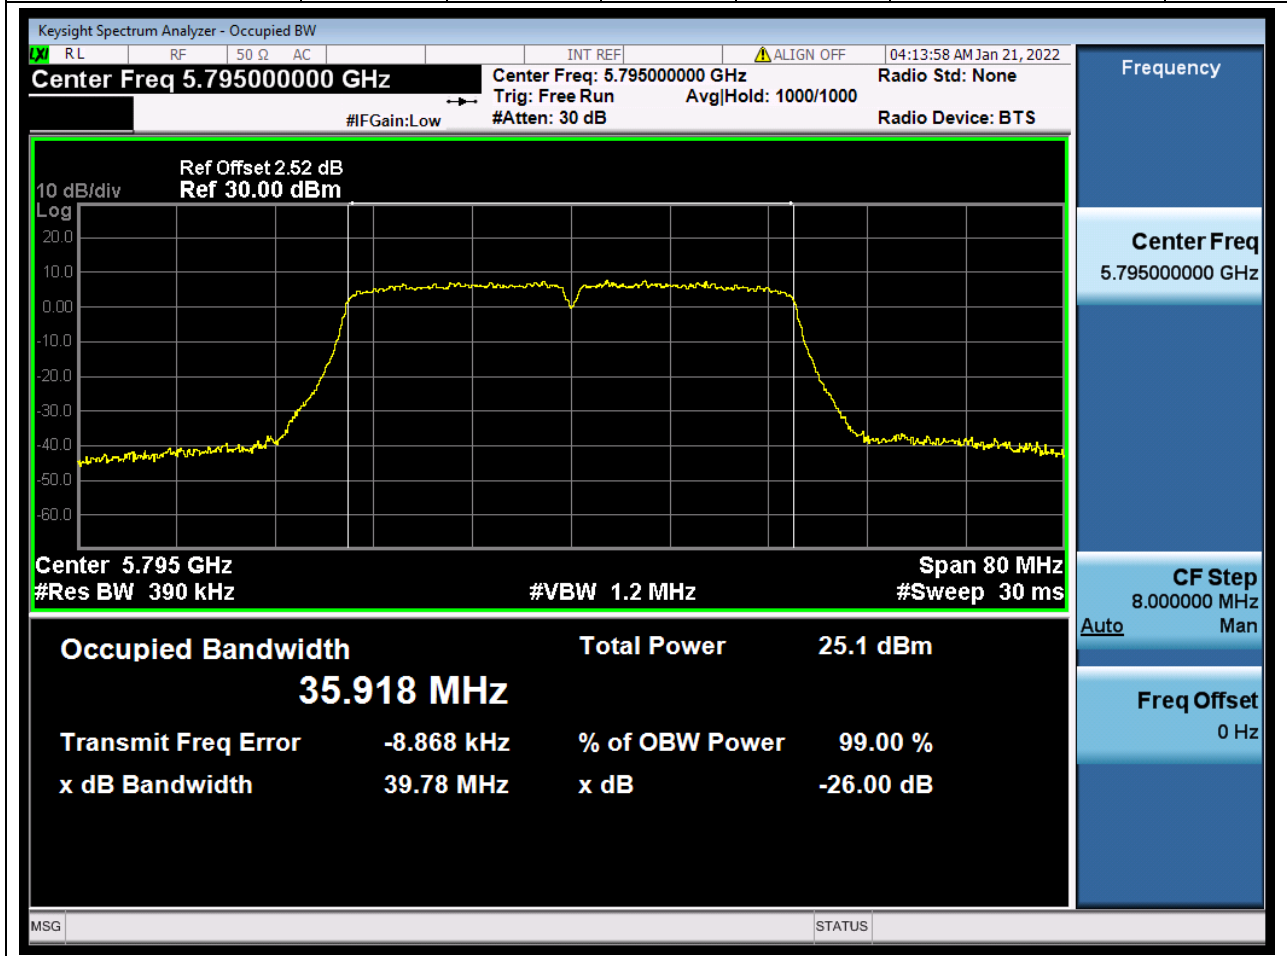 Keysight Spectrum Analyzer - Occupied BW
LXI RL RF 50 Ω AC INT REF ALIGN OFF 04:13:58 AM Jan 21, 2022
Center Freq 5.795000000 GHz
Center Freq: 5.795000000 GHz Radio Std: None
Trig: Free Run Avg|Hold: 1000/1000
#IFGain:Low #Atten: 30 dB Radio Device: BTS
Ref Offset 2.52 dB
10 dB/div Ref 30.00 dBm
Log
20.0
10.0
0.00
-10.0
-20.0
-30.0
-40.0
-50.0
-60.0
Center 5.795 GHz Span 80 MHz
#Res BW 390 kHz #VBW 1.2 MHz #Sweep 30 ms
Occupied Bandwidth Total Power 25.1 dBm
35.918 MHz
Transmit Freq Error -8.868 kHz % of OBW Power 99.00 %
x dB Bandwidth 39.78 MHz x dB -26.00 dB
Frequency
Center Freq
5.795000000 GHz
CF Step
8.000000 MHz
Auto Man
Freq Offset
0 Hz
MSG STATUS